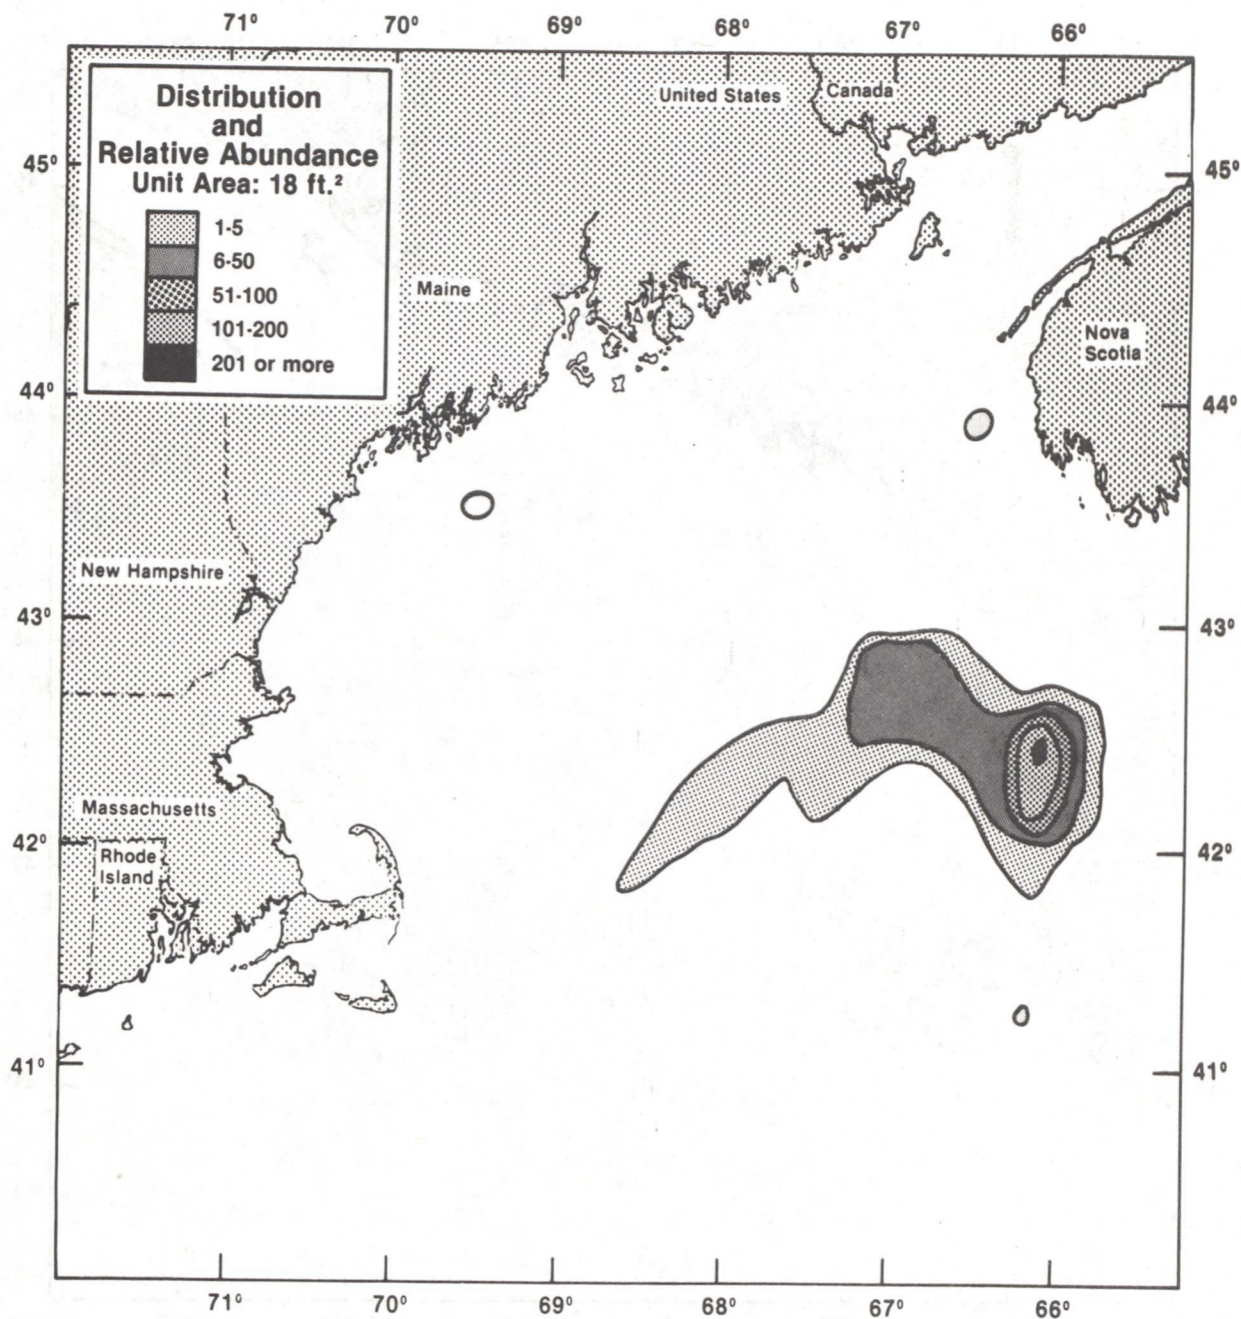 71° 70° 69° 68° 67° 66°
Distribution
and
Relative Abundance
Unit Area: 18 ft.²
1-5
6-50
51-100
101-200
201 or more
United States
Canada
45° 45°
Maine
Nova
Scotia
44° 44°
New Hampshire
43° 43°
Massachusetts
42° 42°
Rhode
Island
41° 41°
71° 70° 69° 68° 67° 66°